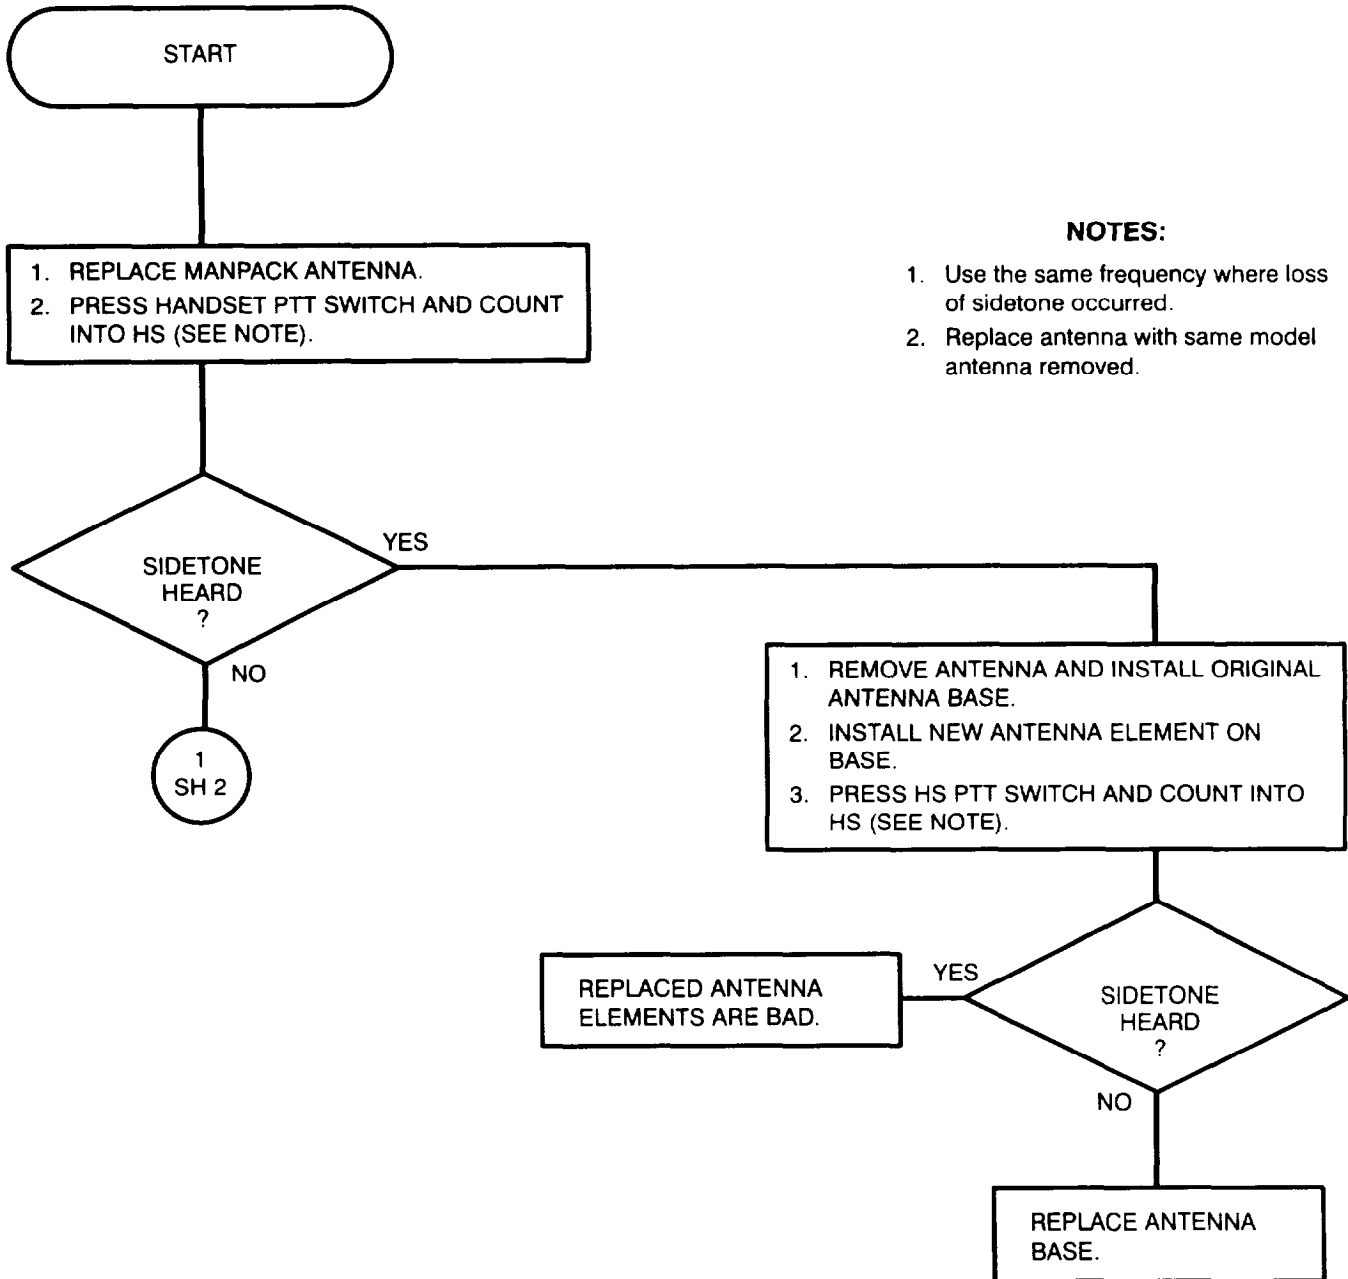 START
1. REPLACE MANPACK ANTENNA.
2. PRESS HANDSET PTT SWITCH AND COUNT
INTO HS (SEE NOTE).
NOTES:
1. Use the same frequency where loss
of sidetone occurred.
2. Replace antenna with same model
antenna removed.
SIDETONE
HEARD
?
YES
NO
1
SH 2
1. REMOVE ANTENNA AND INSTALL ORIGINAL
ANTENNA BASE.
2. INSTALL NEW ANTENNA ELEMENT ON
BASE.
3. PRESS HS PTT SWITCH AND COUNT INTO
HS (SEE NOTE).
SIDETONE
HEARD
?
YES
REPLACED ANTENNA
ELEMENTS ARE BAD.
NO
REPLACE ANTENNA
BASE.